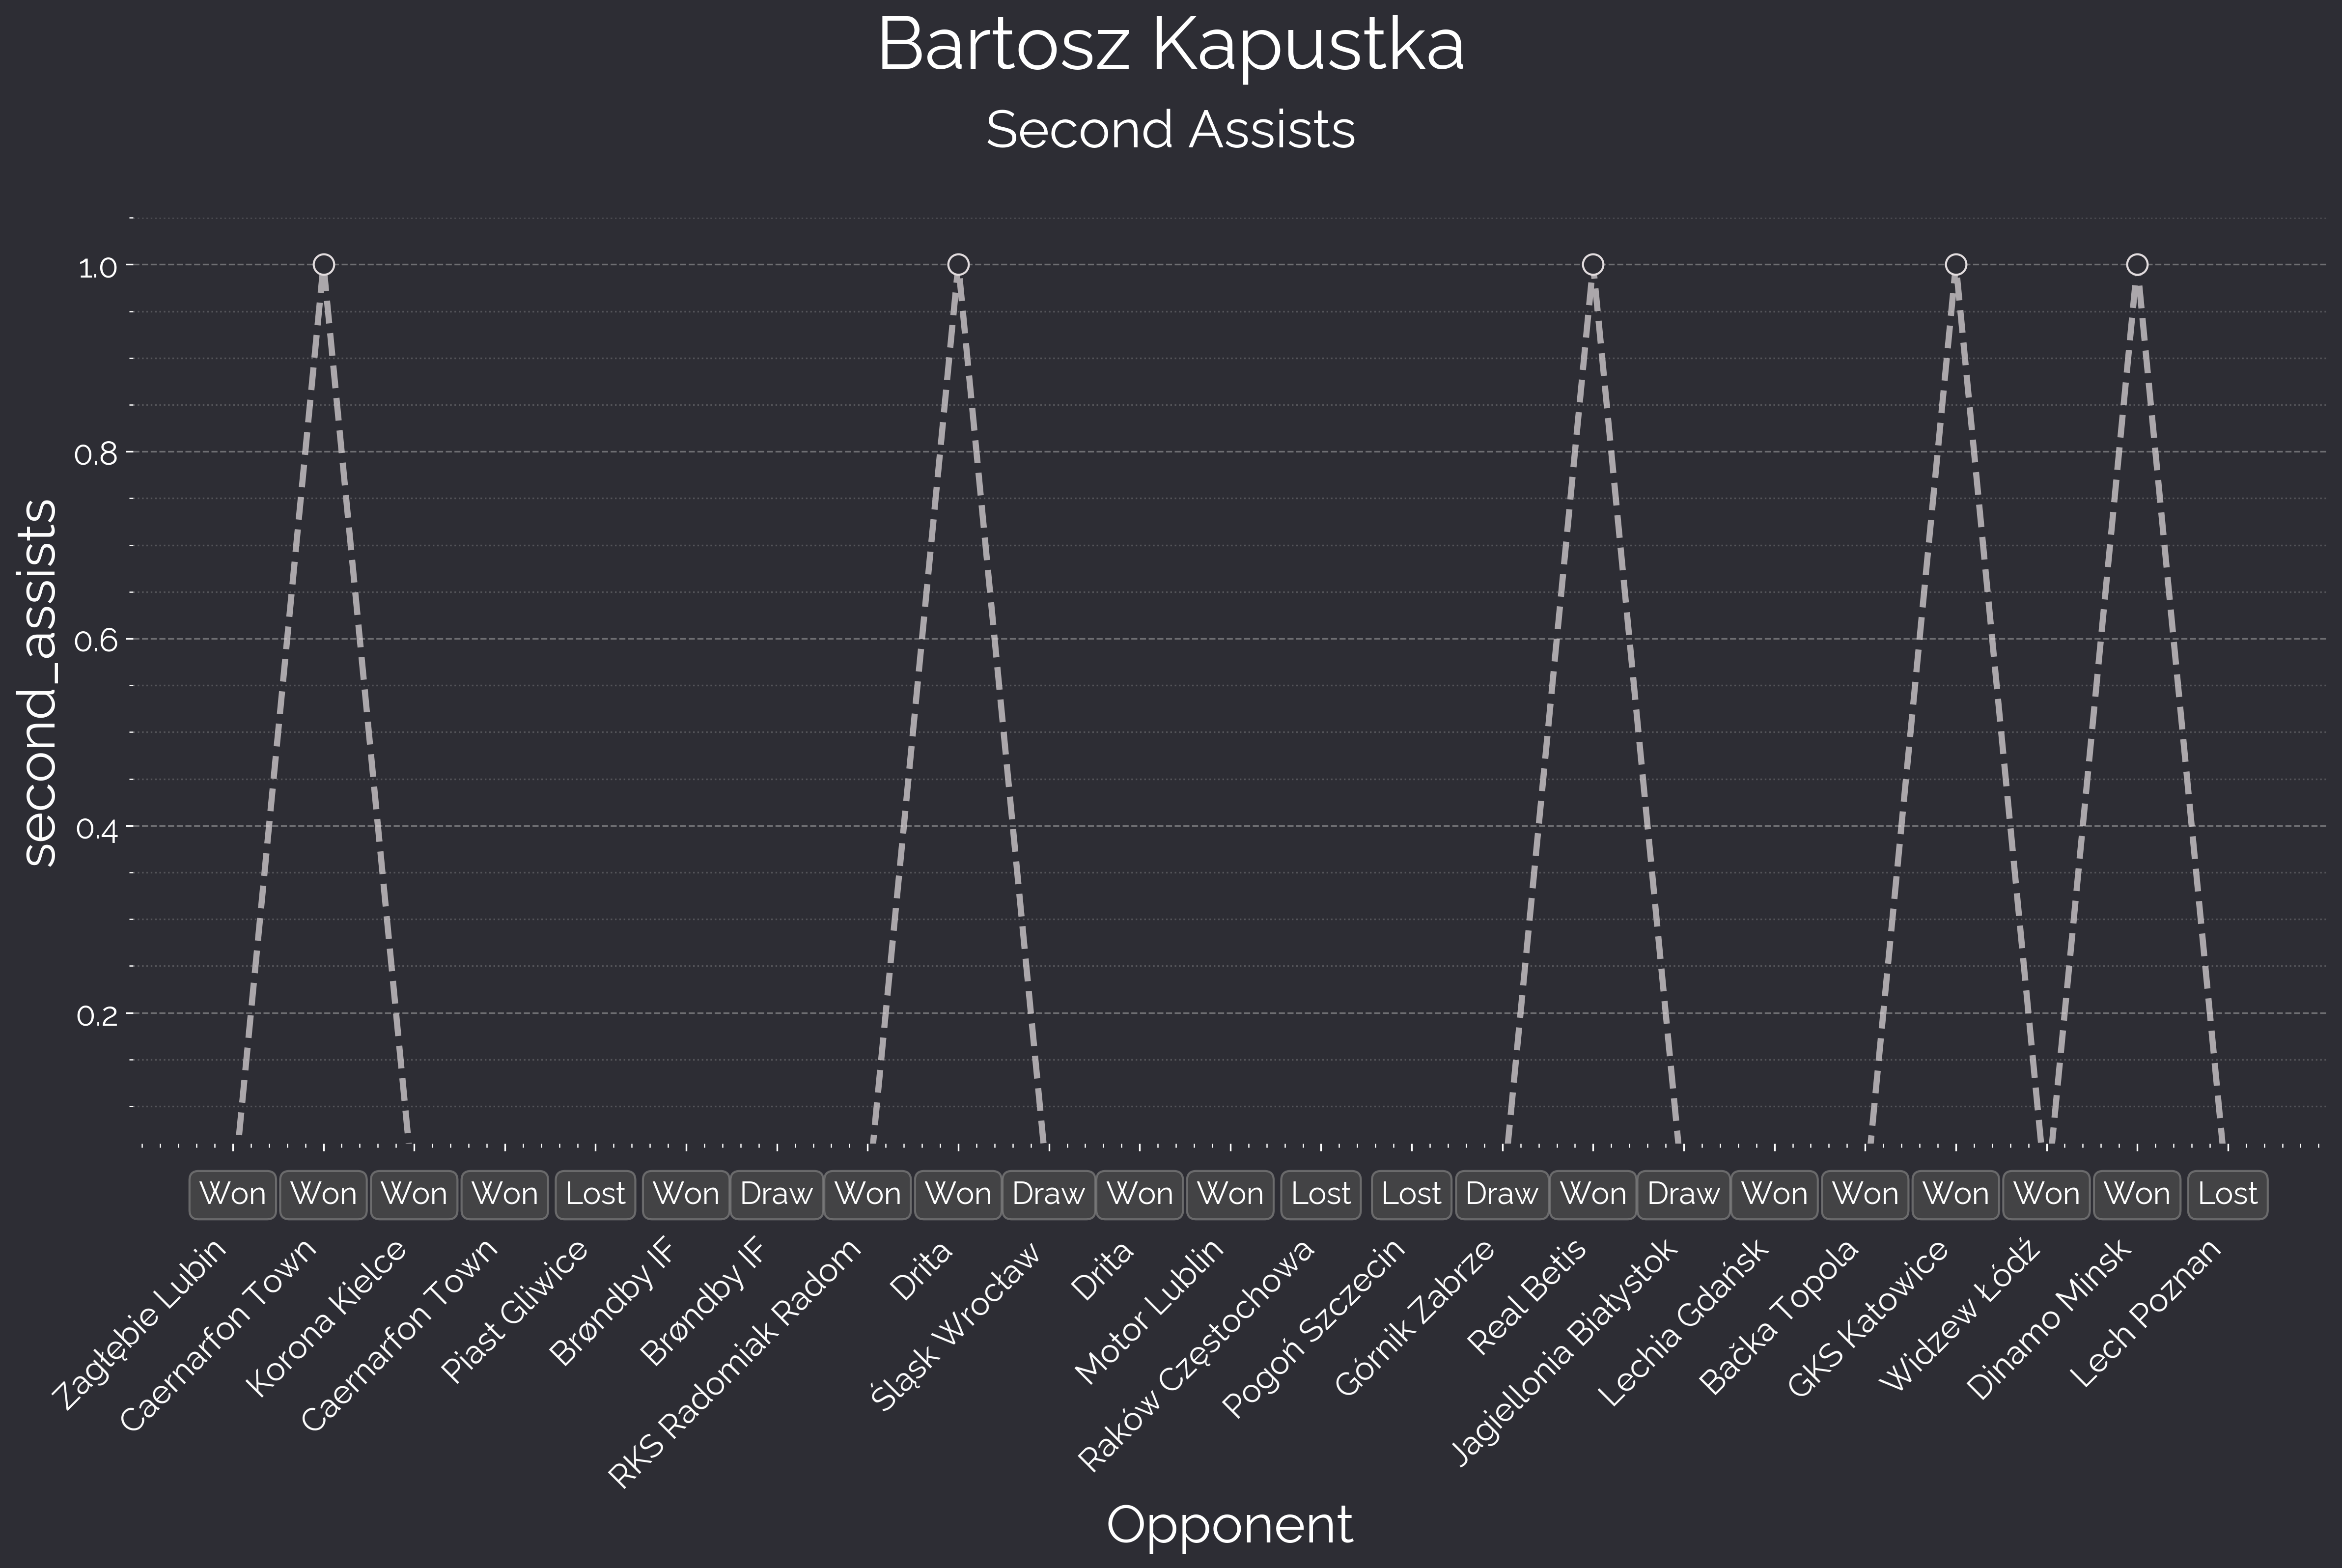 Bartosz Kapustka
Second Assists
second_assists
1.0
0.8
0.6
0.4
0.2
Won Won Won Won Lost Won Draw Won Won Draw Won Won Lost Lost Draw Won Draw Won Won Won Won Won Lost
Zagłębie Lubin
Caernarfon Town
Korona Kielce
Caernarfon Town
Piast Gliwice
Brøndby IF
Brøndby IF
RKS Radomiak Radom
Drita
Śląsk Wrocław
Drita
Motor Lublin
Raków Częstochowa
Pogoń Szczecin
Górnik Zabrze
Real Betis
Jagiellonia Białystok
Lechia Gdańsk
Bačka Topola
GKS Katowice
Widzew Łódź
Dinamo Minsk
Lech Poznan
Opponent